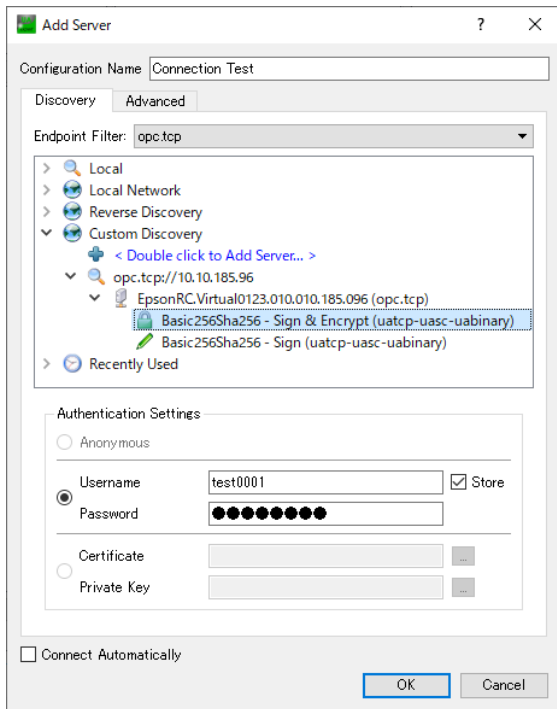 Add Server
Configuration Name Connection Test
Discovery Advanced
Endpoint Filter: opc.tcp
Local
Local Network
Reverse Discovery
Custom Discovery
< Double click to Add Server... >
opc.tcp://10.10.185.96
EpsonRC.Virtual0123.010.010.185.096 (opc.tcp)
Basic256Sha256 - Sign & Encrypt (uatcp-uasc-uabinary)
Basic256Sha256 - Sign (uatcp-uasc-uabinary)
Recently Used
Authentication Settings
Anonymous
Username test0001 Store
Password ●●●●●●●●
Certificate ...
Private Key ...
Connect Automatically
OK Cancel